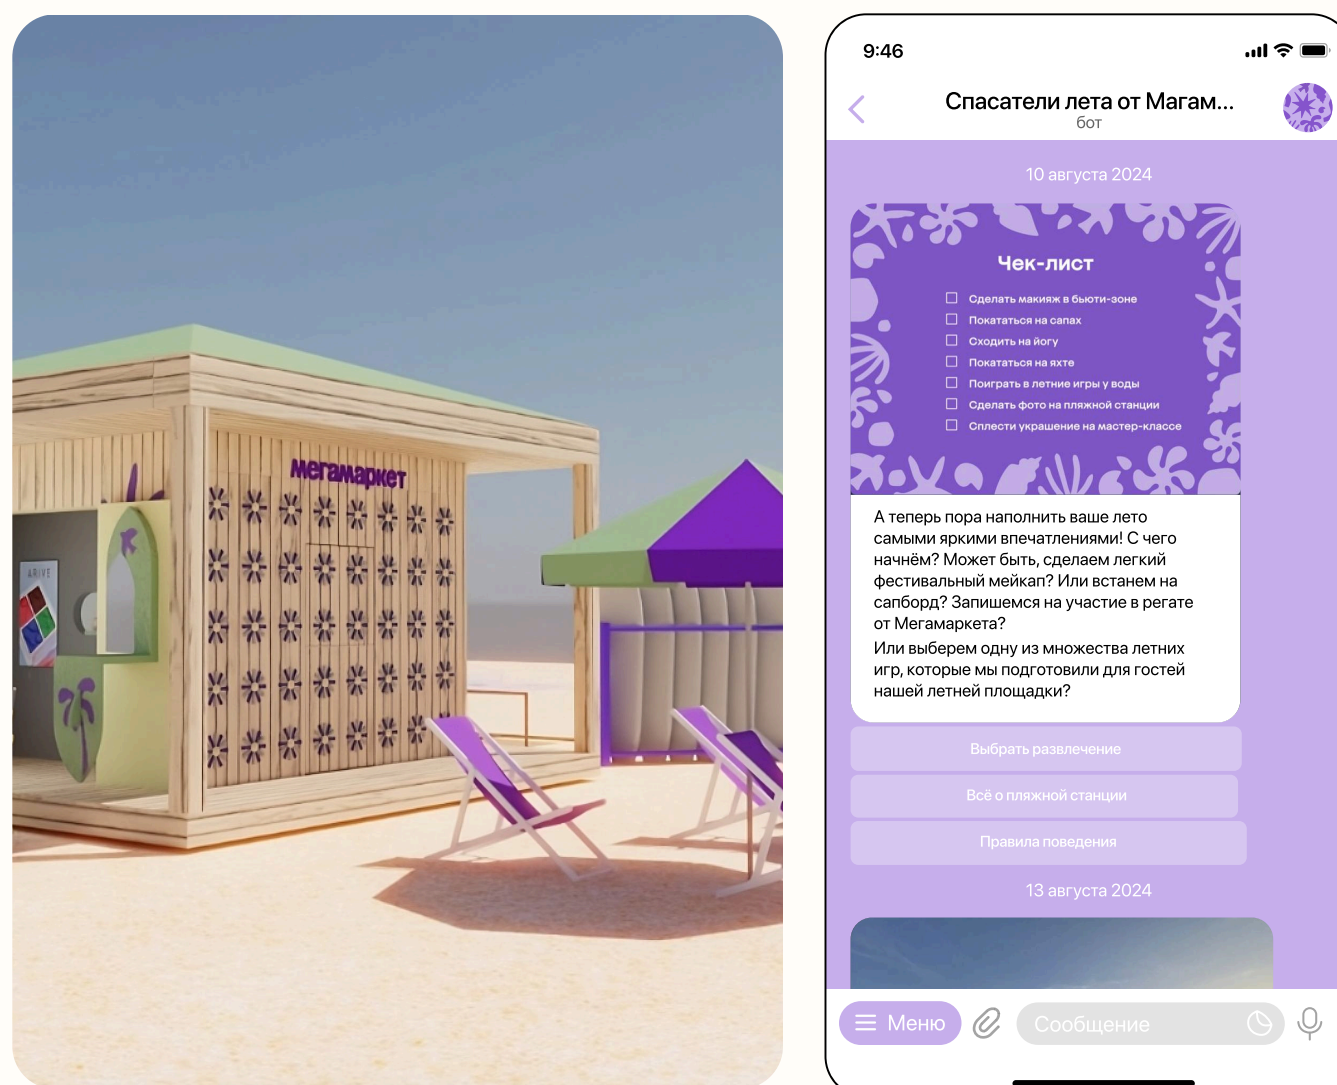 мегамаркет
ARIVE
9:46
Спасатели лета от Магам...
бот
10 августа 2024
Чек-лист
Сделать макияж в бьюти-зоне
Покататься на сапах
Сходить на йогу
Покататься на яхте
Поиграть в летние игры у воды
Сделать фото на пляжной станции
Сплести украшение на мастер-классе
А теперь пора наполнить ваше лето
самыми яркими впечатлениями! С чего
начнём? Может быть, сделаем легкий
фестивальный мейкап? Или встанем на
сапборд? Запишемся на участие в регате
от Мегамаркета?
Или выберем одну из множества летних
игр, которые мы подготовили для гостей
нашей летней площадки?
Выбрать развлечение
Всё о пляжной станции
Правила поведения
13 августа 2024
Меню
Сообщение